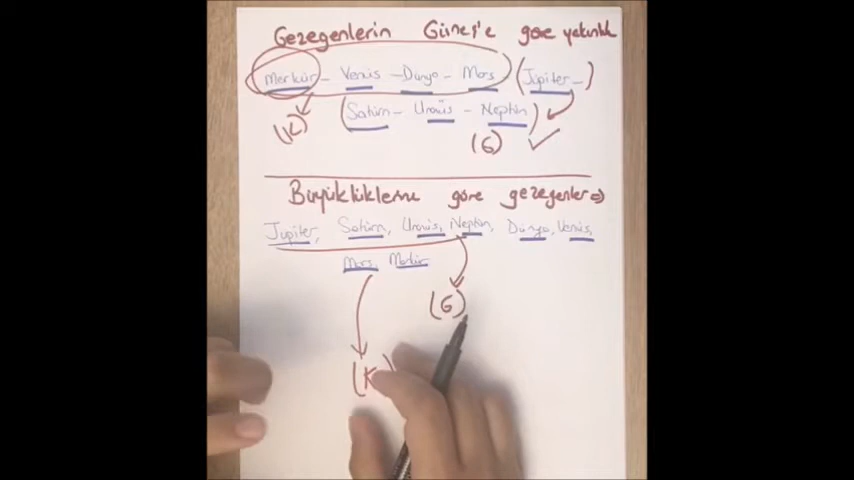 Gezegenlerin Güneş'e göre yakınlık
Merkür - Venüs - Dünya - Mars (Jüpiter -)
(Satürn - Uranüs - Neptün)
(K) (G)
Büyüklüklerine göre gezegenler ⇒
Jüpiter, Satürn, Uranüs, Neptün, Dünya, Venüs,
Mars, Merkür
(G)
(K)